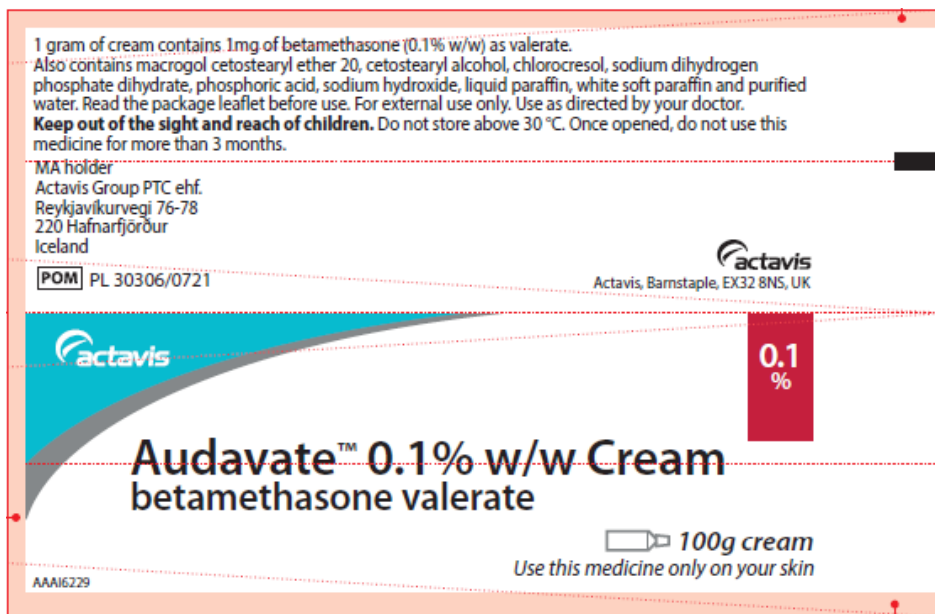 1 gram of cream contains 1mg of betamethasone (0.1% w/w) as valerate.
Also contains macrogol cetostearyl ether 20, cetostearyl alcohol, chlorocresol, sodium dihydrogen
phosphate dihydrate, phosphoric acid, sodium hydroxide, liquid paraffin, white soft paraffin and purified
water. Read the package leaflet before use. For external use only. Use as directed by your doctor.
Keep out of the sight and reach of children. Do not store above 30 °C. Once opened, do not use this
medicine for more than 3 months.
MA holder
Actavis Group PTC ehf.
Reykjavíkurvegi 76-78
220 Hafnarfjörður
Iceland
POM PL 30306/0721
actavis
Actavis, Barnstaple, EX32 8NS, UK
actavis
0.1
%
Audavate™ 0.1% w/w Cream
betamethasone valerate
100g cream
Use this medicine only on your skin
AAAI6229